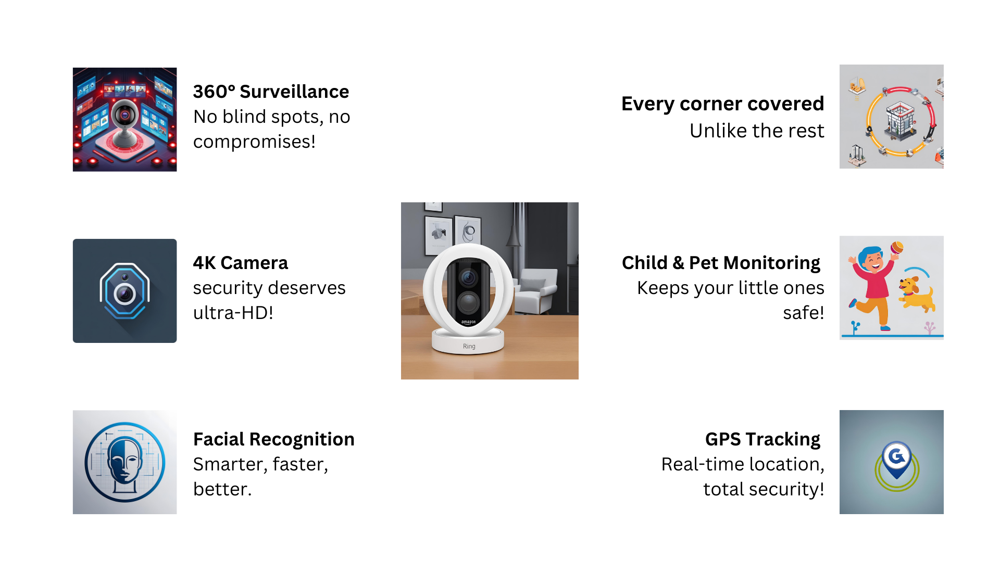 360° Surveillance
No blind spots, no
compromises!
Every corner covered
Unlike the rest
4K Camera
security deserves
ultra-HD!
amazon
Ring
Child & Pet Monitoring
Keeps your little ones
safe!
Facial Recognition
Smarter, faster,
better.
GPS Tracking
Real-time location,
total security!
G